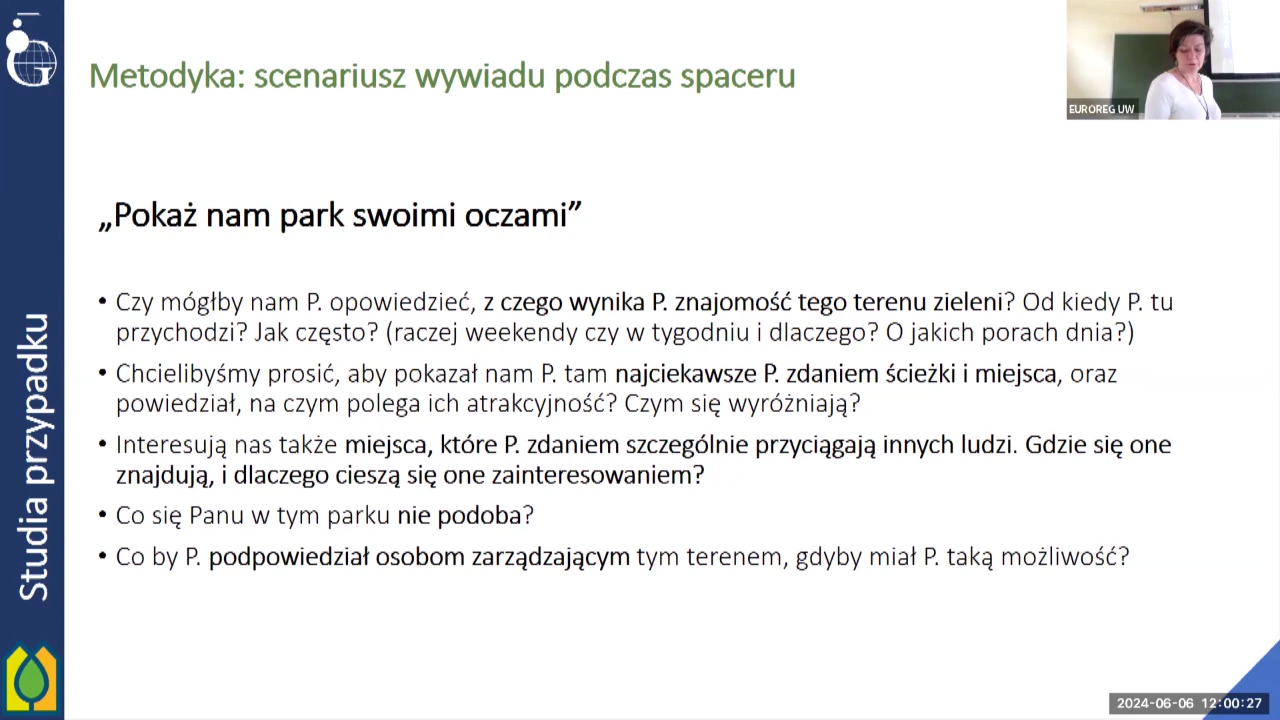 Metodyka: scenariusz wywiadu podczas spaceru
EUROREG UW
„Pokaż nam park swoimi oczami”
• Czy mógłby nam P. opowiedzieć, z czego wynika P. znajomość tego terenu zieleni? Od kiedy P. tu
przychodzi? Jak często? (raczej weekendy czy w tygodniu i dlaczego? O jakich porach dnia?)
• Chcielibyśmy prosić, aby pokazał nam P. tam najciekawsze P. zdaniem ścieżki i miejsca, oraz
powiedział, na czym polega ich atrakcyjność? Czym się wyróżniają?
• Interesują nas także miejsca, które P. zdaniem szczególnie przyciągają innych ludzi. Gdzie się one
znajdują, i dlaczego cieszą się one zainteresowaniem?
• Co się Panu w tym parku nie podoba?
• Co by P. podpowiedział osobom zarządzającym tym terenem, gdyby miał P. taką możliwość?
Studia przypadku
2024-06-06 12:00:27